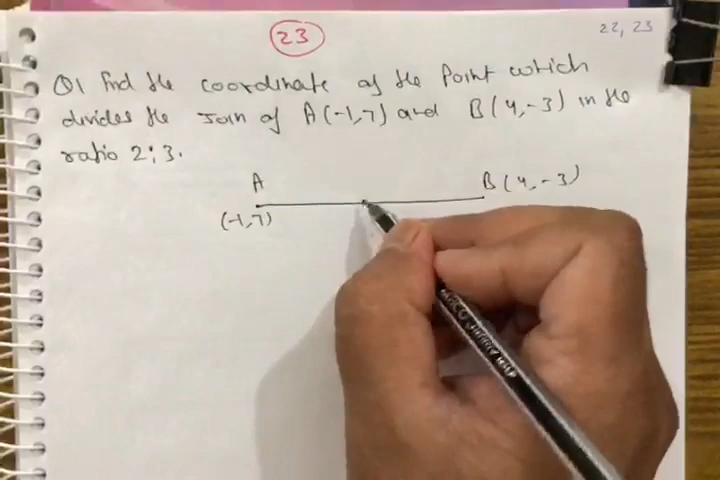 23
22, 23
Q1 Find the coordinate of the Point which
divides the Join of A(-1,7) and B(4,-3) in the
ratio 2:3.
A
B(4,-3)
(-1,7)